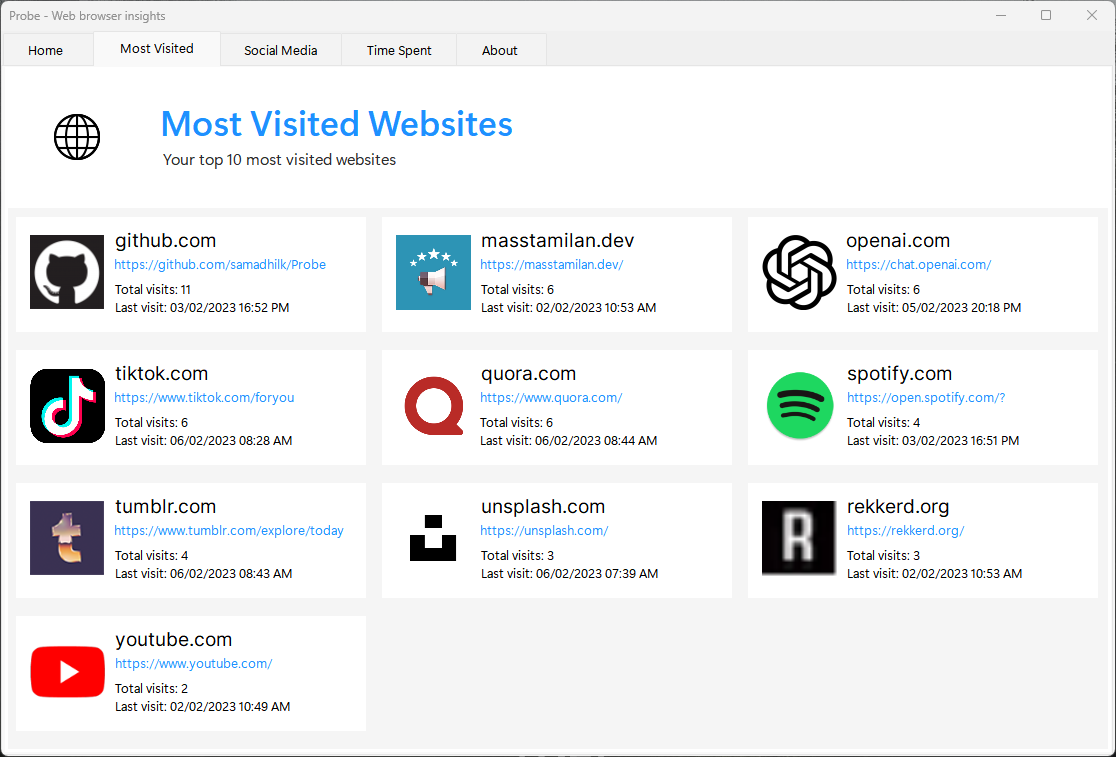 Probe - Web browser insights
Home
Most Visited
Social Media
Time Spent
About
Most Visited Websites
Your top 10 most visited websites
github.com
https://github.com/samadhilk/Probe
Total visits: 11
Last visit: 03/02/2023 16:52 PM
masstamilan.dev
https://masstamilan.dev/
Total visits: 6
Last visit: 02/02/2023 10:53 AM
openai.com
https://chat.openai.com/
Total visits: 6
Last visit: 05/02/2023 20:18 PM
tiktok.com
https://www.tiktok.com/foryou
Total visits: 6
Last visit: 06/02/2023 08:28 AM
quora.com
https://www.quora.com/
Total visits: 6
Last visit: 06/02/2023 08:44 AM
spotify.com
https://open.spotify.com/?
Total visits: 4
Last visit: 03/02/2023 16:51 PM
t
tumblr.com
https://www.tumblr.com/explore/today
Total visits: 4
Last visit: 06/02/2023 08:43 AM
unsplash.com
https://unsplash.com/
Total visits: 3
Last visit: 06/02/2023 07:39 AM
R
rekkerd.org
https://rekkerd.org/
Total visits: 3
Last visit: 02/02/2023 10:53 AM
youtube.com
https://www.youtube.com/
Total visits: 2
Last visit: 02/02/2023 10:49 AM